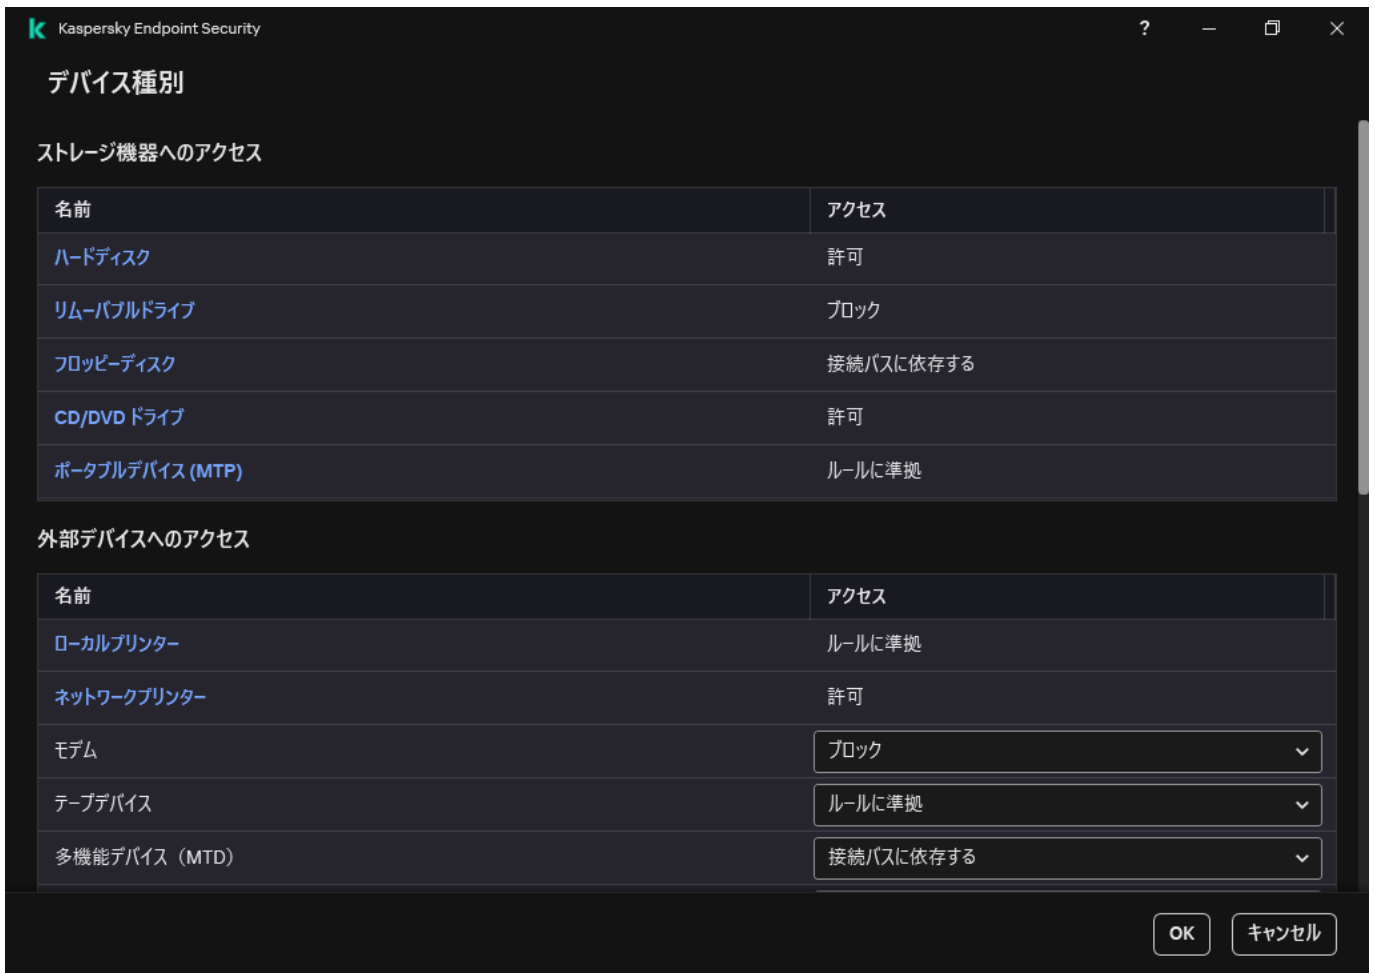 Kaspersky Endpoint Security
デバイス種別
ストレージ機器へのアクセス
名前 アクセス
ハードディスク 許可
リムーバブルドライブ ブロック
フロッピーディスク 接続バスに依存する
CD/DVD ドライブ 許可
ポータブルデバイス (MTP) ルールに準拠
外部デバイスへのアクセス
名前 アクセス
ローカルプリンター ルールに準拠
ネットワークプリンター 許可
モデム ブロック
テープデバイス ルールに準拠
多機能デバイス（MTD） 接続バスに依存する
OK キャンセル